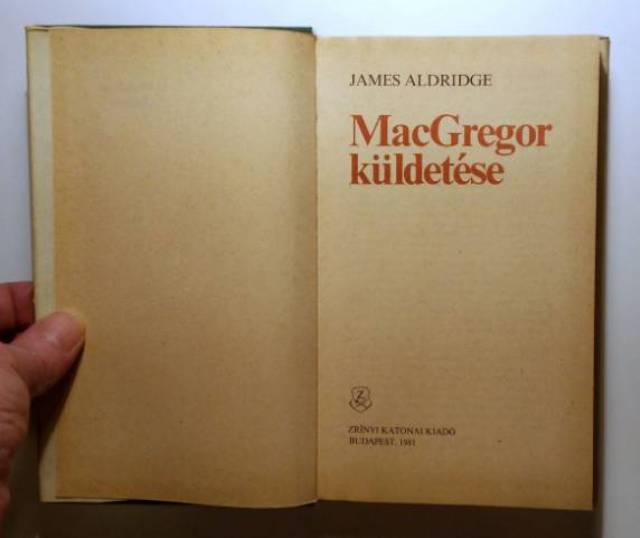 JAMES ALDRIDGE
MacGregor
küldetése
Z
ZRÍNYI KATONAI KIADÓ
BUDAPEST, 1981